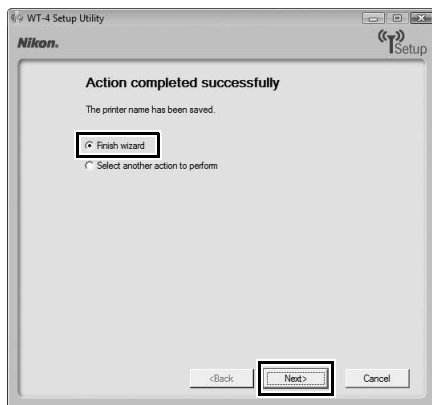 WT-4 Setup Utility
Nikon.
Setup
Action completed successfully
The printer name has been saved.
Finish wizard
Select another action to perform
<Back
Next>
Cancel